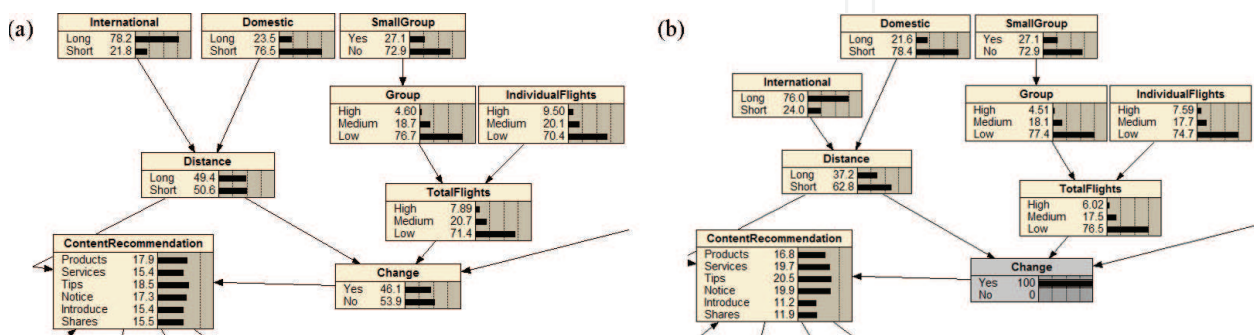 (a)
International
Long 78.2
Short 21.8
Domestic
Long 23.5
Short 76.5
SmallGroup
Yes 27.1
No 72.9
Group
High 4.60
Medium 18.7
Low 76.7
IndividualFlights
High 9.50
Medium 20.1
Low 70.4
Distance
Long 49.4
Short 50.6
TotalFlights
High 7.89
Medium 20.7
Low 71.4
ContentRecommendation
Products 17.9
Services 15.4
Tips 18.5
Notice 17.3
Introduce 15.4
Shares 15.5
Change
Yes 46.1
No 53.9
(b)
Domestic
Long 21.6
Short 78.4
SmallGroup
Yes 27.1
No 72.9
International
Long 76.0
Short 24.0
Group
High 4.51
Medium 18.1
Low 77.4
IndividualFlights
High 7.59
Medium 17.7
Low 74.7
Distance
Long 37.2
Short 62.8
TotalFlights
High 6.02
Medium 17.5
Low 76.5
ContentRecommendation
Products 16.8
Services 19.7
Tips 20.5
Notice 19.9
Introduce 11.2
Shares 11.9
Change
Yes 100
No 0